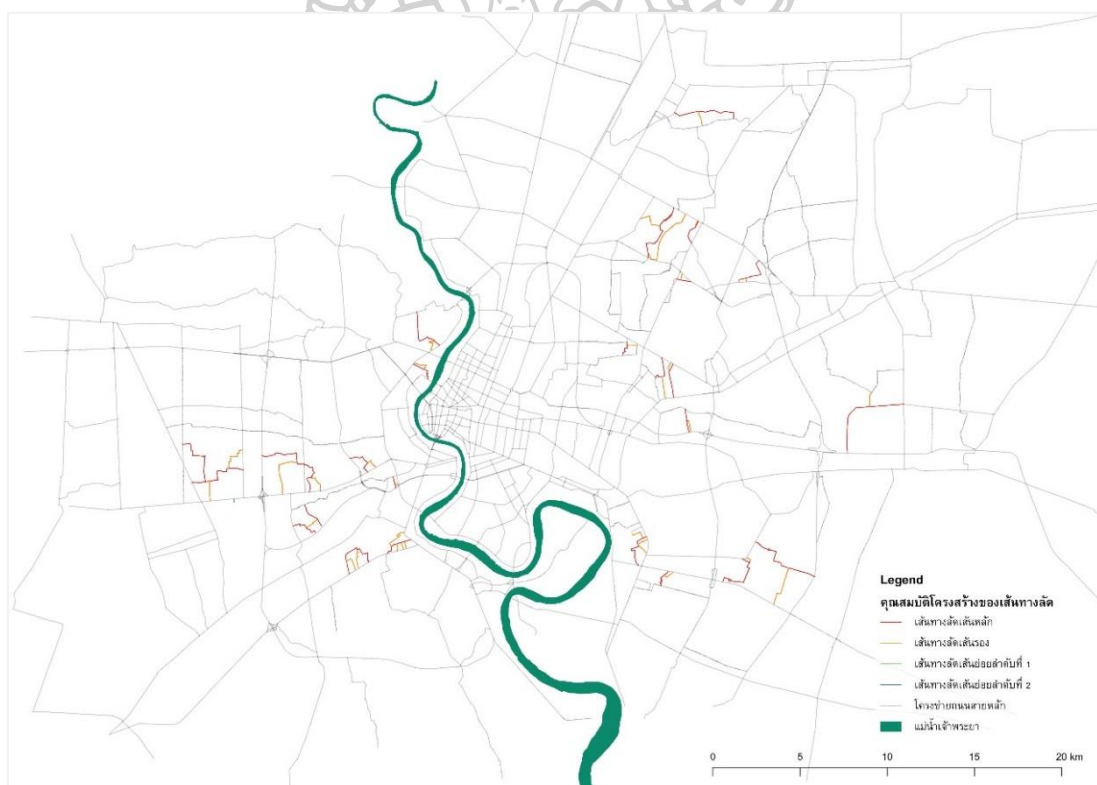 Legend
คุณสมบัติโครงสร้างของเส้นทางลัด
เส้นทางลัดเส้นหลัก
เส้นทางลัดเส้นรอง
เส้นทางลัดเส้นย่อยลำดับที่ 1
เส้นทางลัดเส้นย่อยลำดับที่ 2
โครงข่ายถนนสายหลัก
แม่น้ำเจ้าพระยา
0 5 10 15 20 km